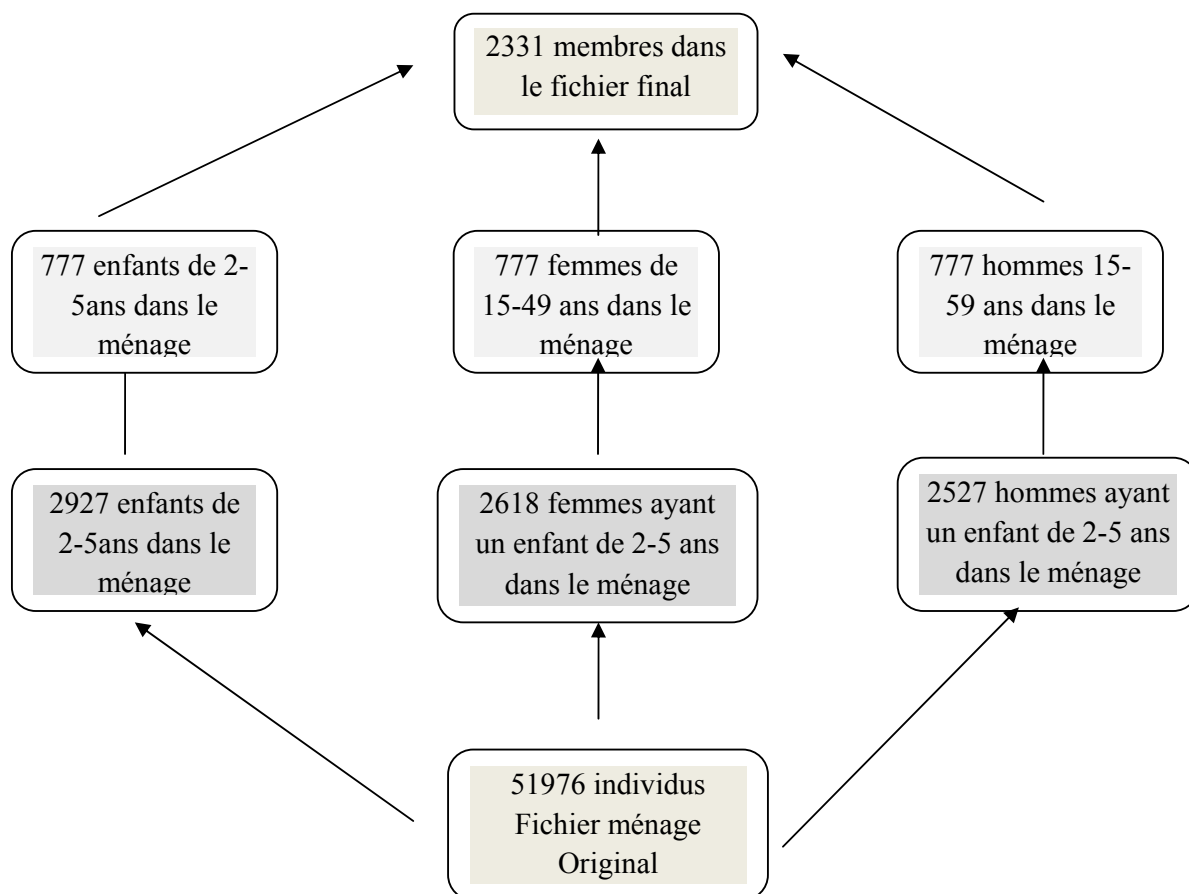 2331 membres dans
le fichier final
777 enfants de 2-
5ans dans le
ménage
777 femmes de
15-49 ans dans le
ménage
777 hommes 15-
59 ans dans le
ménage
2927 enfants de
2-5ans dans le
ménage
2618 femmes ayant
un enfant de 2-5 ans
dans le ménage
2527 hommes ayant
un enfant de 2-5 ans
dans le ménage
51976 individus
Fichier ménage
Original